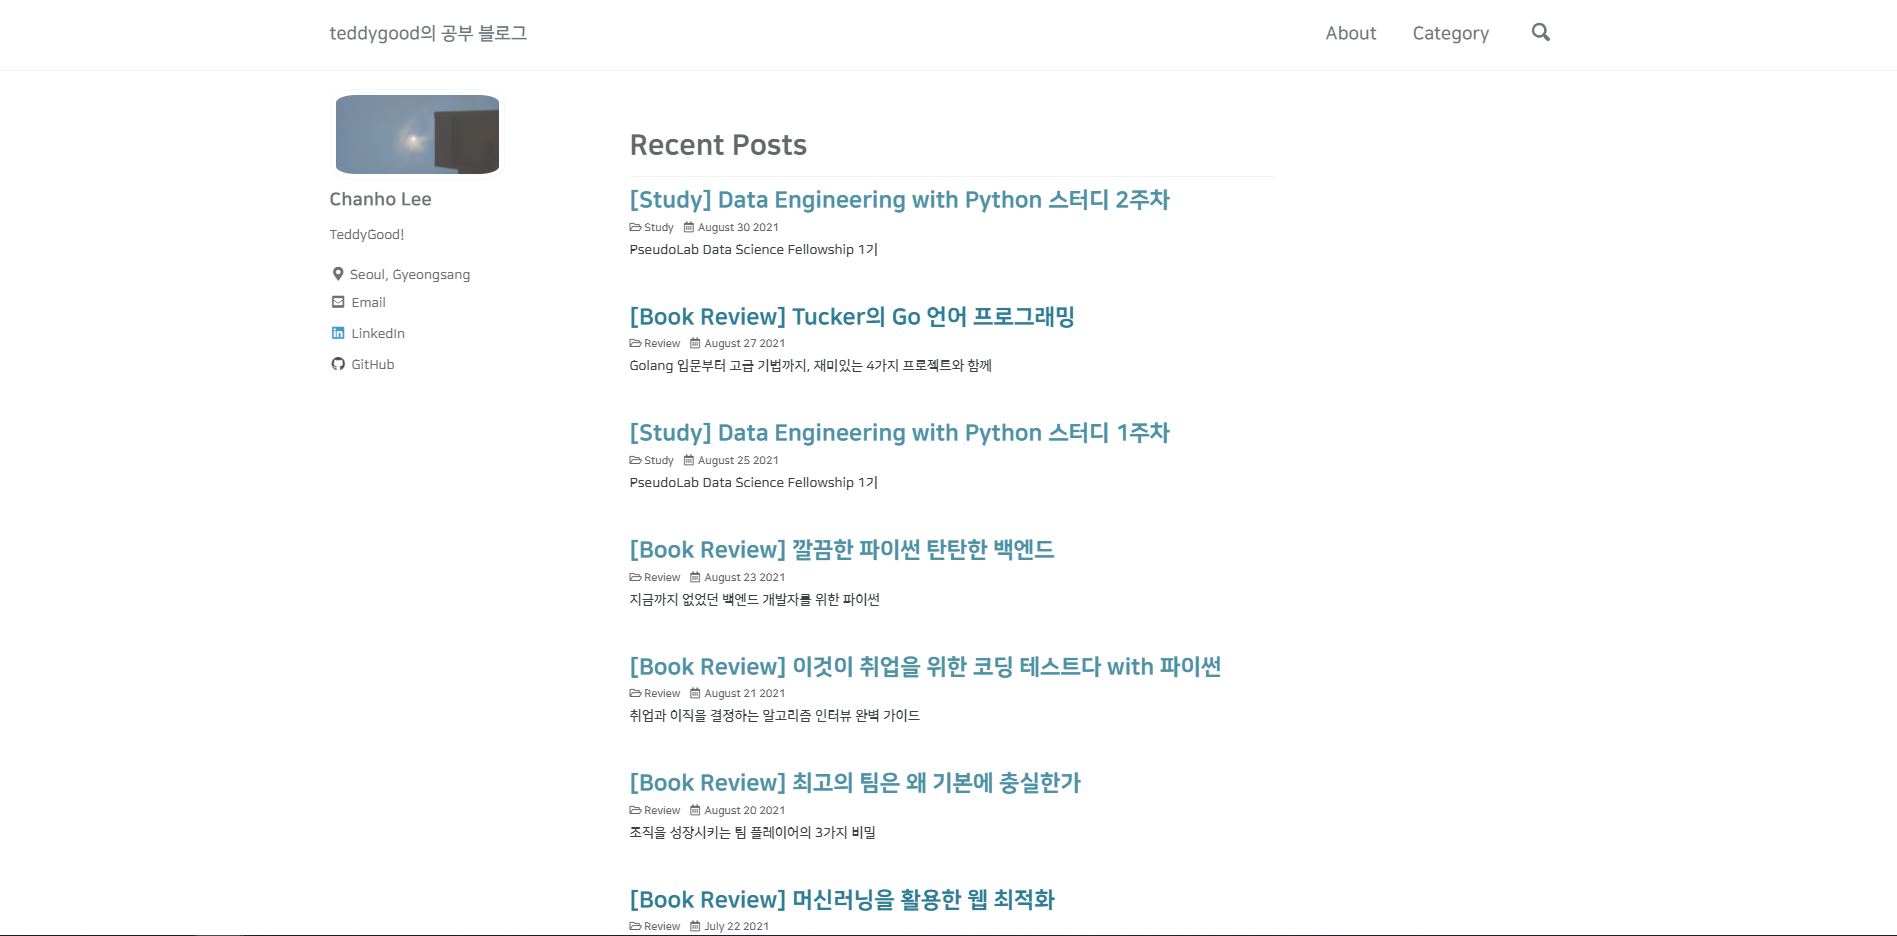 teddygood의 공부 블로그
About
Category
Chanho Lee
TeddyGood!
Seoul, Gyeongsang
Email
LinkedIn
GitHub
Recent Posts
[Study] Data Engineering with Python 스터디 2주차
Study August 30 2021
PseudoLab Data Science Fellowship 1기
[Book Review] Tucker의 Go 언어 프로그래밍
Review August 27 2021
Golang 입문부터 고급 기법까지, 재미있는 4가지 프로젝트와 함께
[Study] Data Engineering with Python 스터디 1주차
Study August 25 2021
PseudoLab Data Science Fellowship 1기
[Book Review] 깔끔한 파이썬 탄탄한 백엔드
Review August 23 2021
지금까지 없었던 백엔드 개발자를 위한 파이썬
[Book Review] 이것이 취업을 위한 코딩 테스트다 with 파이썬
Review August 21 2021
취업과 이직을 결정하는 알고리즘 인터뷰 완벽 가이드
[Book Review] 최고의 팀은 왜 기본에 충실한가
Review August 20 2021
조직을 성장시키는 팀 플레이어의 3가지 비밀
[Book Review] 머신러닝을 활용한 웹 최적화
Review July 22 2021